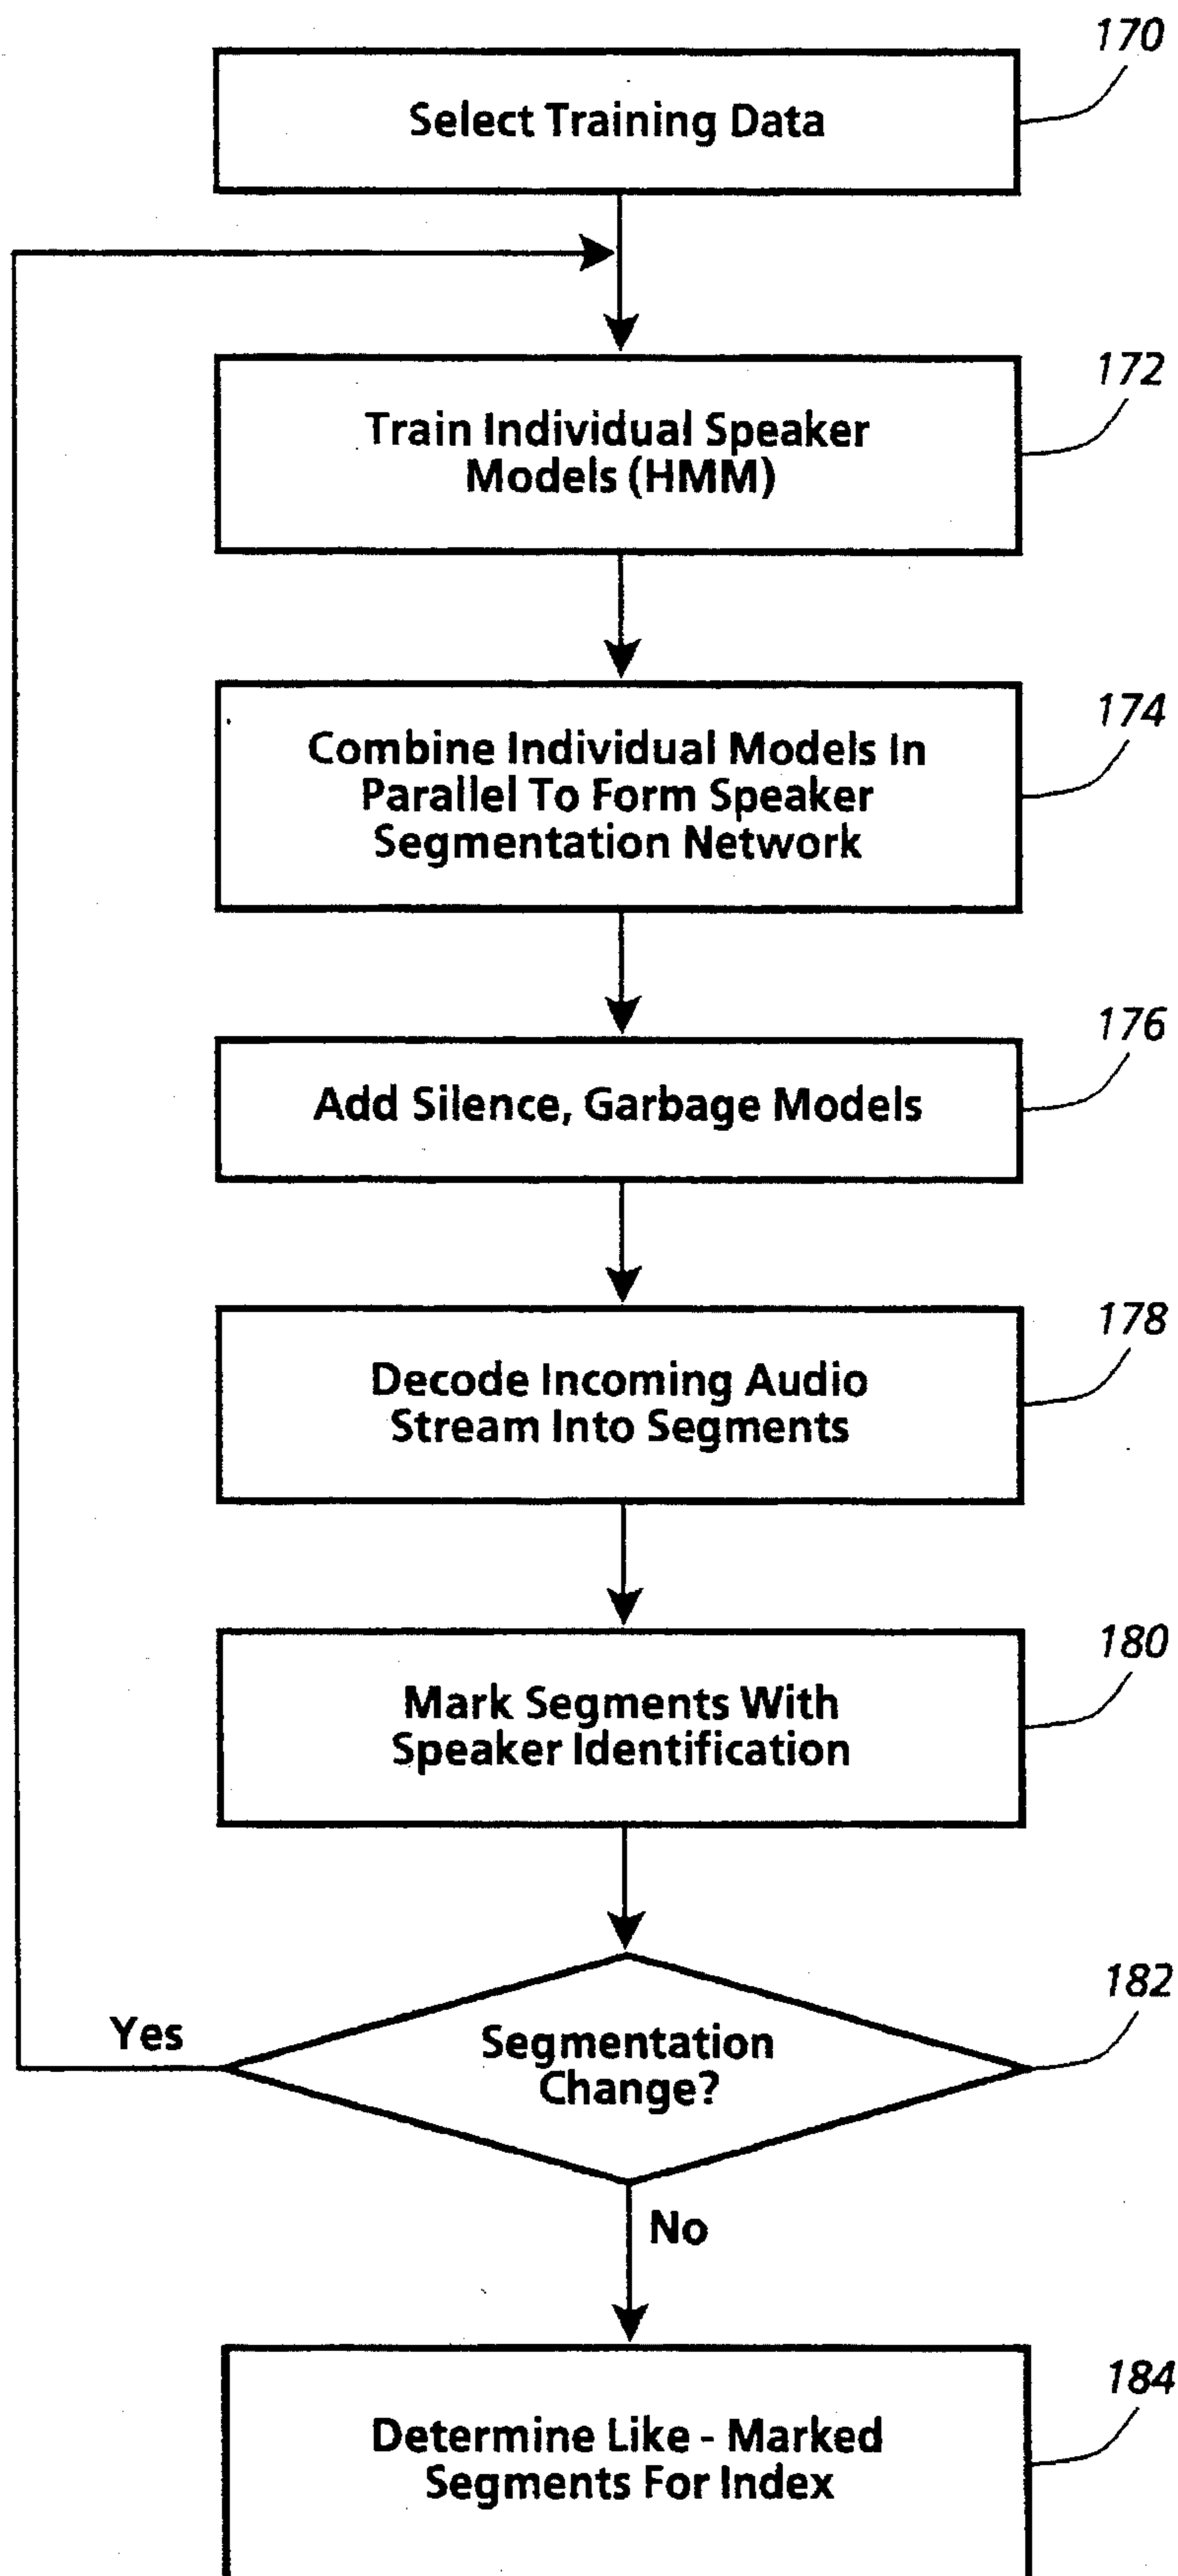 170
Select Training Data
172
Train Individual Speaker
Models (HMM)
174
Combine Individual Models In
Parallel To Form Speaker
Segmentation Network
176
Add Silence, Garbage Models
178
Decode Incoming Audio
Stream Into Segments
180
Mark Segments With
Speaker Identification
182
Yes
Segmentation
Change?
No
184
Determine Like - Marked
Segments For Index